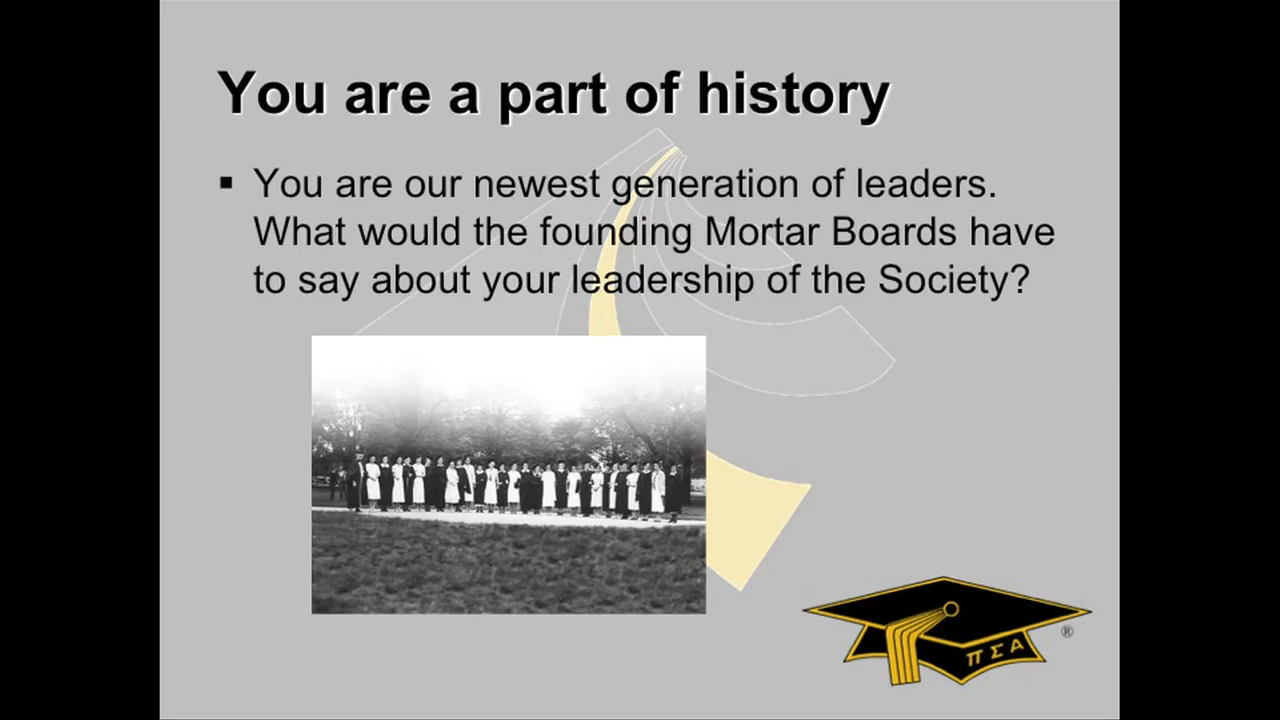 You are a part of history
▪ You are our newest generation of leaders.
What would the founding Mortar Boards have
to say about your leadership of the Society?
ΠΣΑ
®